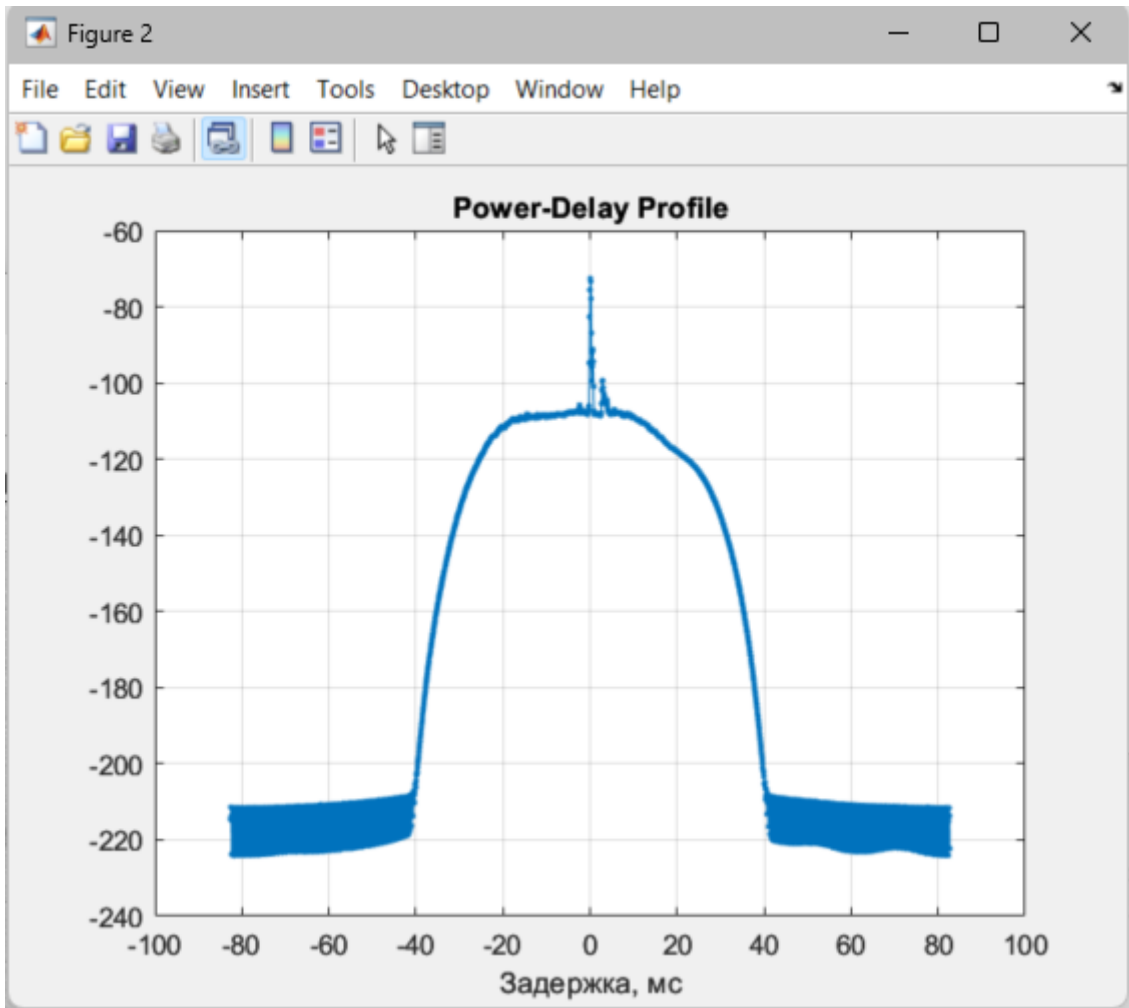 Figure 2
File Edit View Insert Tools Desktop Window Help
Power-Delay Profile
-60
-80
-100
-120
-140
-160
-180
-200
-220
-240
-100 -80 -60 -40 -20 0 20 40 60 80 100
Задержка, мс